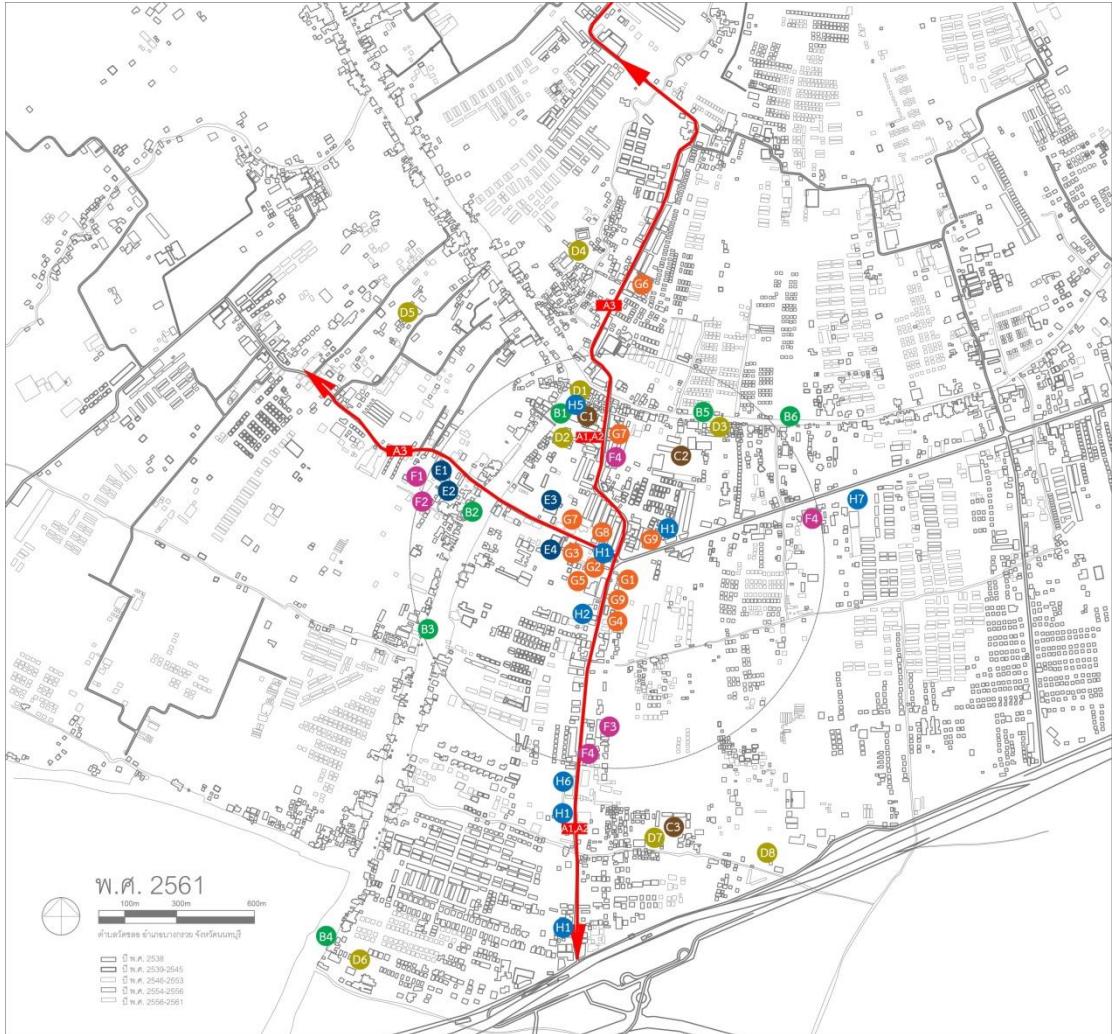 D4
G6
A3
D5
D1
H5
B1
C1
B5
B6
D3
D2
A1,A2
G7
F4
C2
A3
E1
F1
E2
F2
B2
E3
H7
F4
G7
G8
H1
G9
E4
G3
H1
G2
G5
G1
G9
H2
G4
B3
F3
F4
H6
H1
A1,A2
C3
D7
D8
พ.ศ. 2561
100m 300m 600m
ตำบลวัดชลอ อำเภอบางกรวย จังหวัดนนทบุรี
H1
B4
D6
ปี พ.ศ. 2538
ปี พ.ศ. 2539-2545
ปี พ.ศ. 2546-2553
ปี พ.ศ. 2554-2556
ปี พ.ศ. 2556-2561